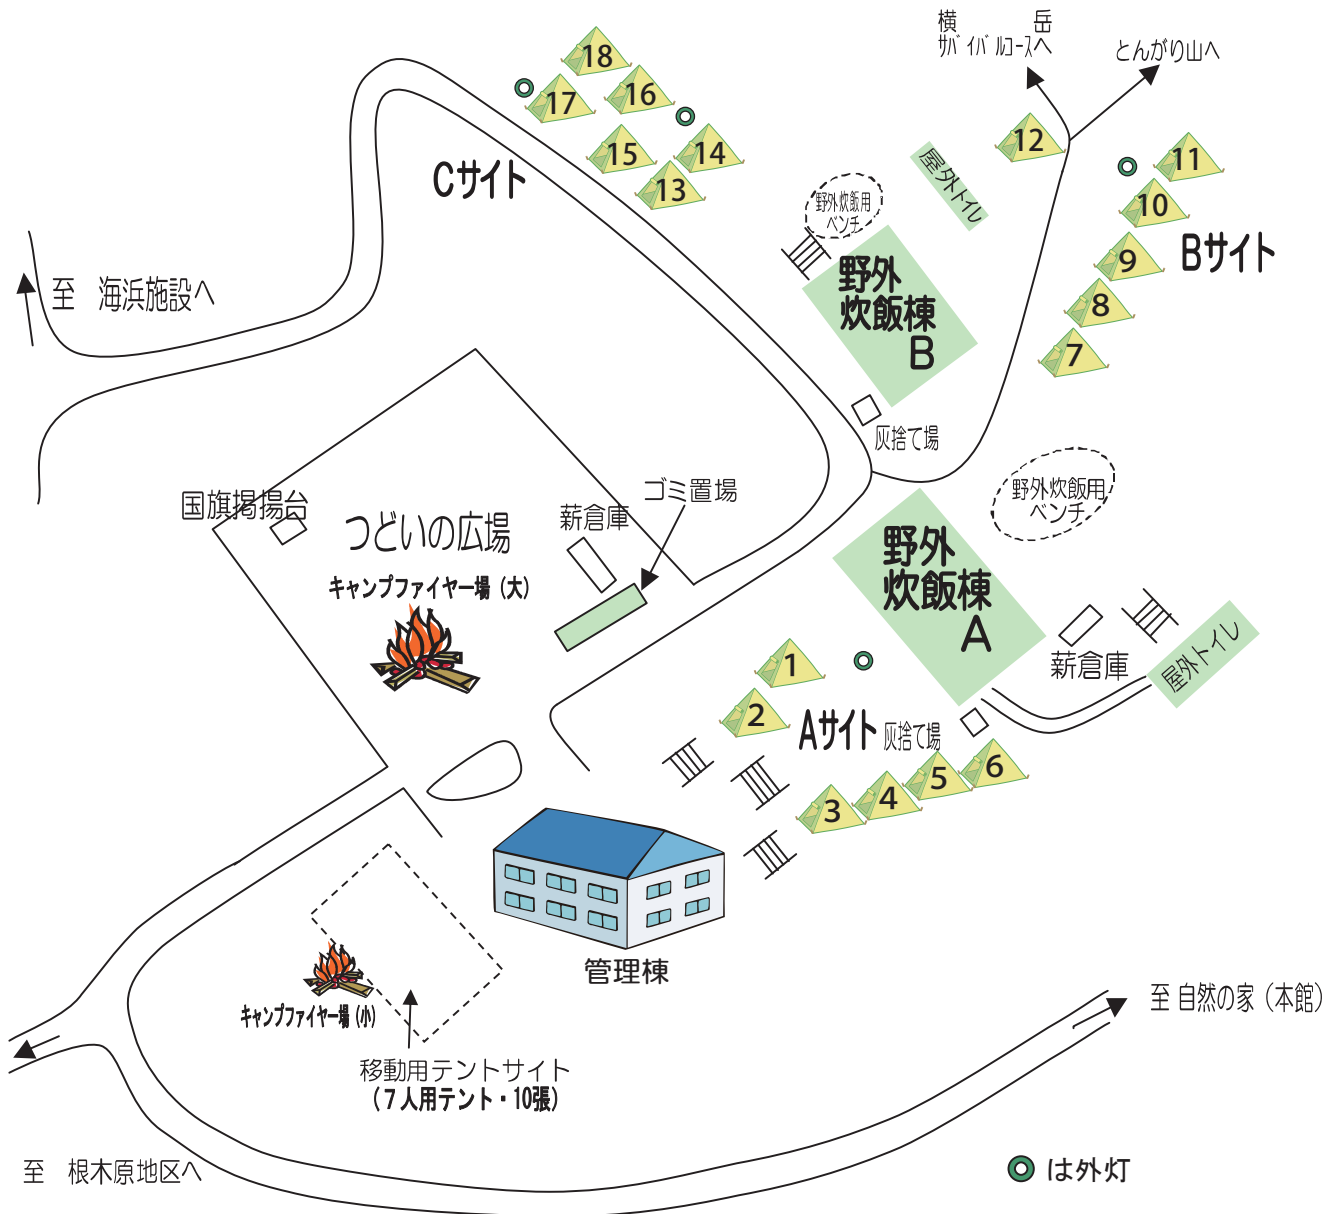 横　岳
ｻﾊﾞｲﾊﾞﾙｺｰｽへ
とんがり山へ
18
17
16
15
14
13
Cサイト
12
11
10
9
8
7
Bサイト
屋外トイレ
野外炊飯用
ベンチ
野外
炊飯棟
B
灰捨て場
至　海浜施設へ
国旗掲揚台
つどいの広場
キャンプファイヤー場（大）
薪倉庫
ゴミ置場
野外炊飯用
ベンチ
野外
炊飯棟
A
薪倉庫
屋外トイレ
1
2
Aサイト
灰捨て場
3
4
5
6
管理棟
キャンプファイヤー場（小）
移動用テントサイト
（７人用テント・10張）
至 自然の家（本館）
至　根木原地区へ
は外灯